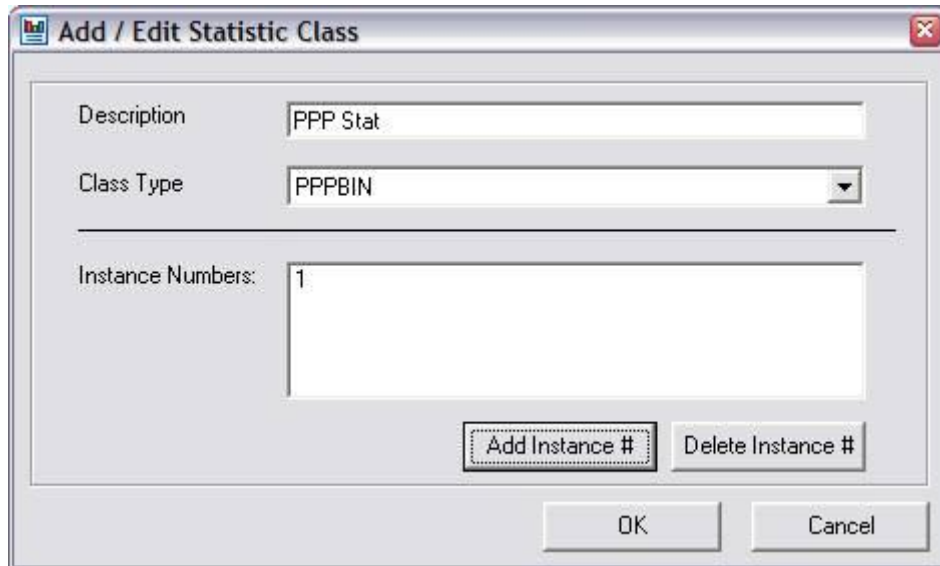 Add / Edit Statistic Class
Description
PPP Stat
Class Type
PPPBIN
Instance Numbers:
1
Add Instance #
Delete Instance #
OK
Cancel